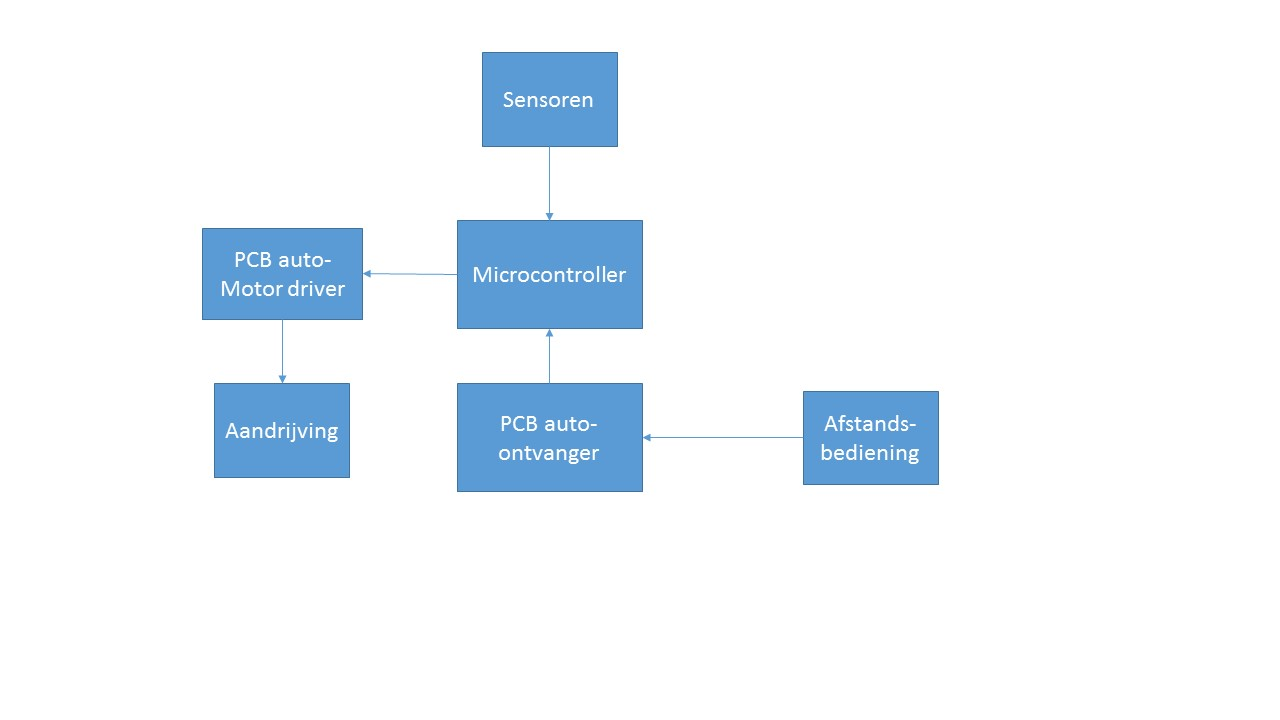 Sensoren
PCB auto-
Motor driver
Microcontroller
Aandrijving
PCB auto-
ontvanger
Afstands-
bediening